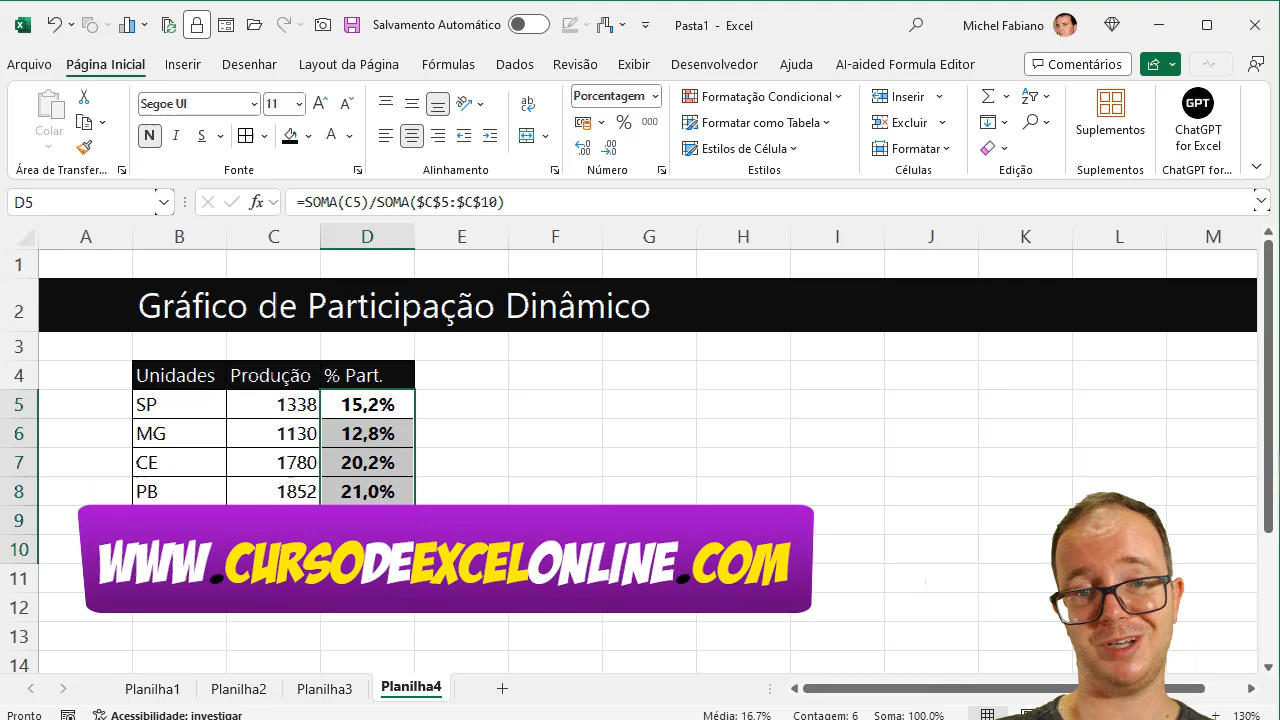 Salvamento Automático
Pasta1 - Excel
Michel Fabiano
Arquivo Página Inicial Inserir Desenhar Layout da Página Fórmulas Dados Revisão Exibir Desenvolvedor Ajuda AI-aided Formula Editor Comentários
Colar
Segoe UI 11
N I S
ab
Porcentagem
% 000
Formatação Condicional
Formatar como Tabela
Estilos de Célula
Inserir
Excluir
Formatar
Suplementos
GPT
ChatGPT
for Excel
Área de Transfer... Fonte Alinhamento Número Estilos Células Edição Suplementos ChatGPT for...
D5 fx =SOMA(C5)/SOMA($C$5:$C$10)
A B C D E F G H I J K L M
1
2 Gráfico de Participação Dinâmico
3
4 Unidades Produção % Part.
5 SP 1338 15,2%
6 MG 1130 12,8%
7 CE 1780 20,2%
8 PB 1852 21,0%
9
10
WWW.CURSODEEXCELONLINE.COM
11
12
13
14
Planilha1 Planilha2 Planilha3 Planilha4
Pronto Acessibilidade: investigar Média: 16.7% Contagem: 6 Soma: 100.0% 130%